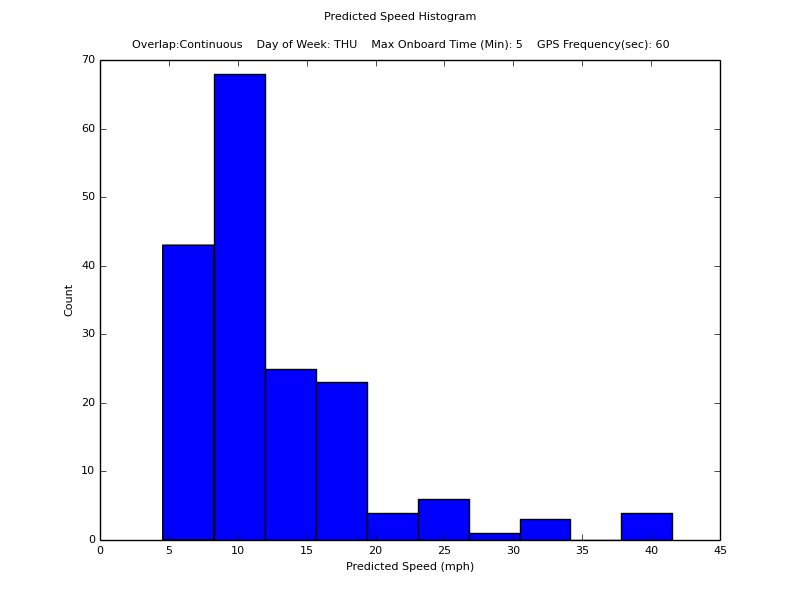 Predicted Speed Histogram
Overlap:Continuous    Day of Week: THU    Max Onboard Time (Min): 5    GPS Frequency(sec): 60
70
60
50
40
30
20
10
0
Count
0 5 10 15 20 25 30 35 40 45
Predicted Speed (mph)